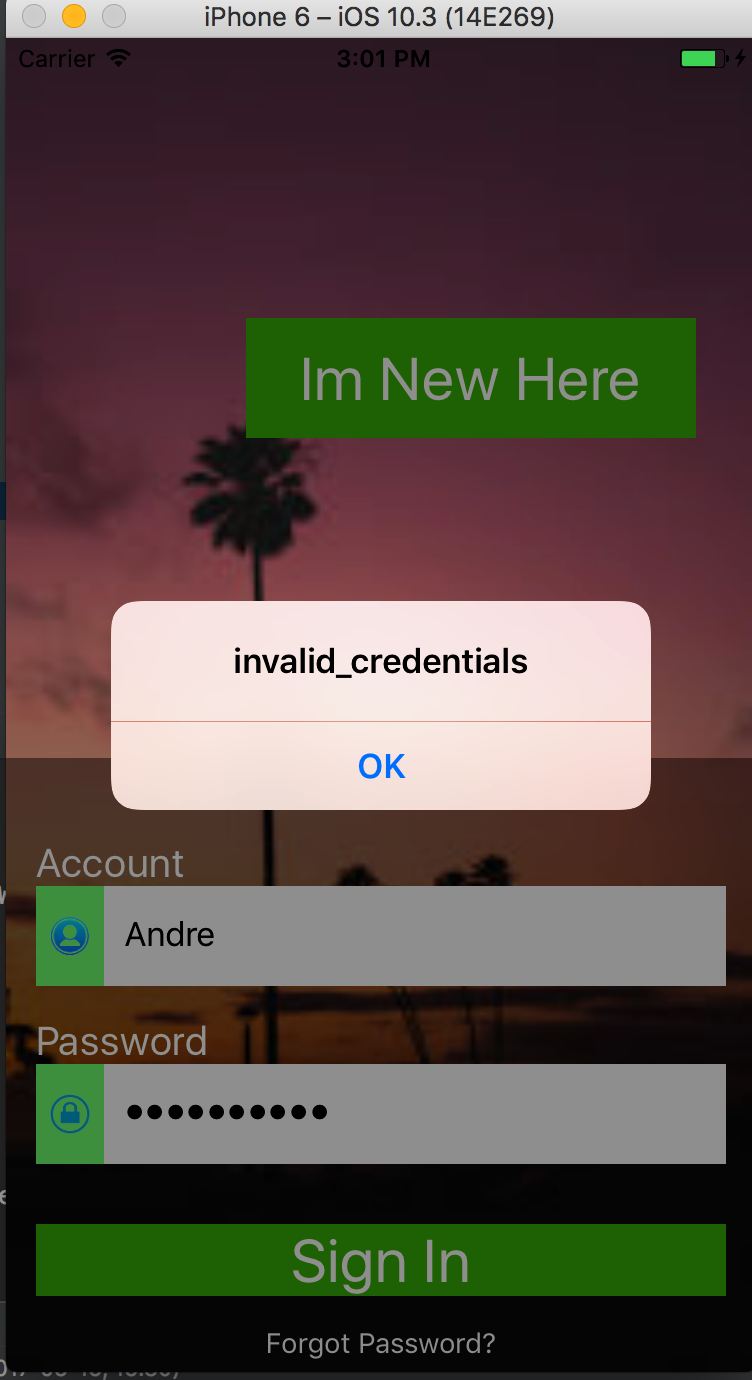 iPhone 6 – iOS 10.3 (14E269)
Carrier 3:01 PM
Im New Here
invalid_credentials
OK
Account
Andre
Password
••••••••••
Sign In
Forgot Password?